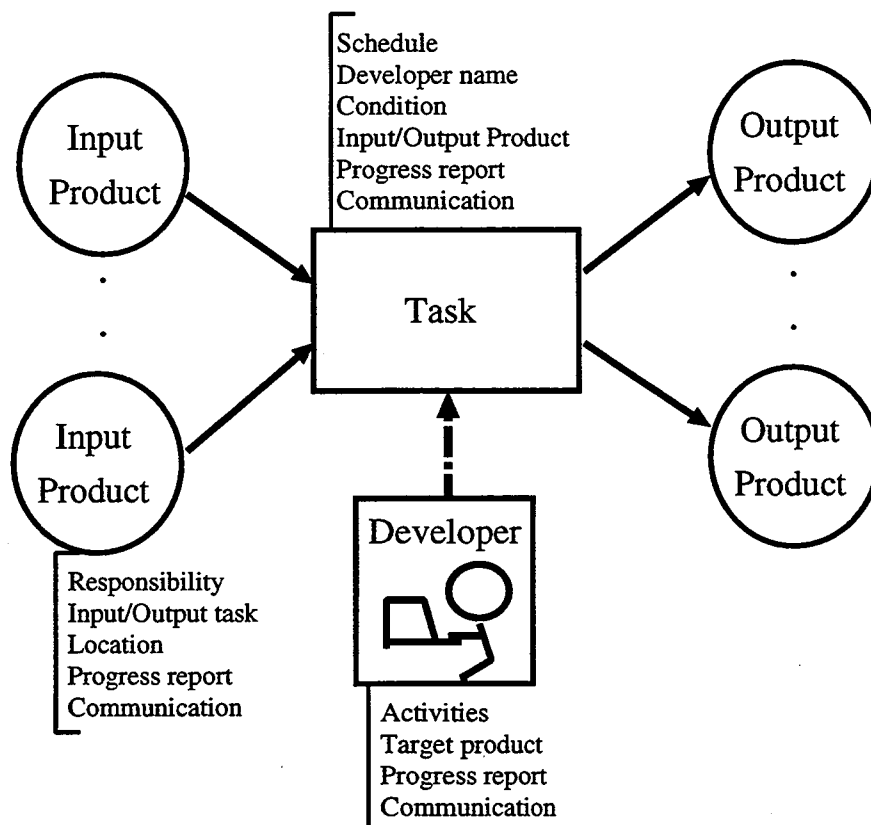 Schedule
Developer name
Condition
Input/Output Product
Progress report
Communication
Input
Product
Output
Product
Task
Input
Product
Output
Product
Developer
Responsibility
Input/Output task
Location
Progress report
Communication
Activities
Target product
Progress report
Communication